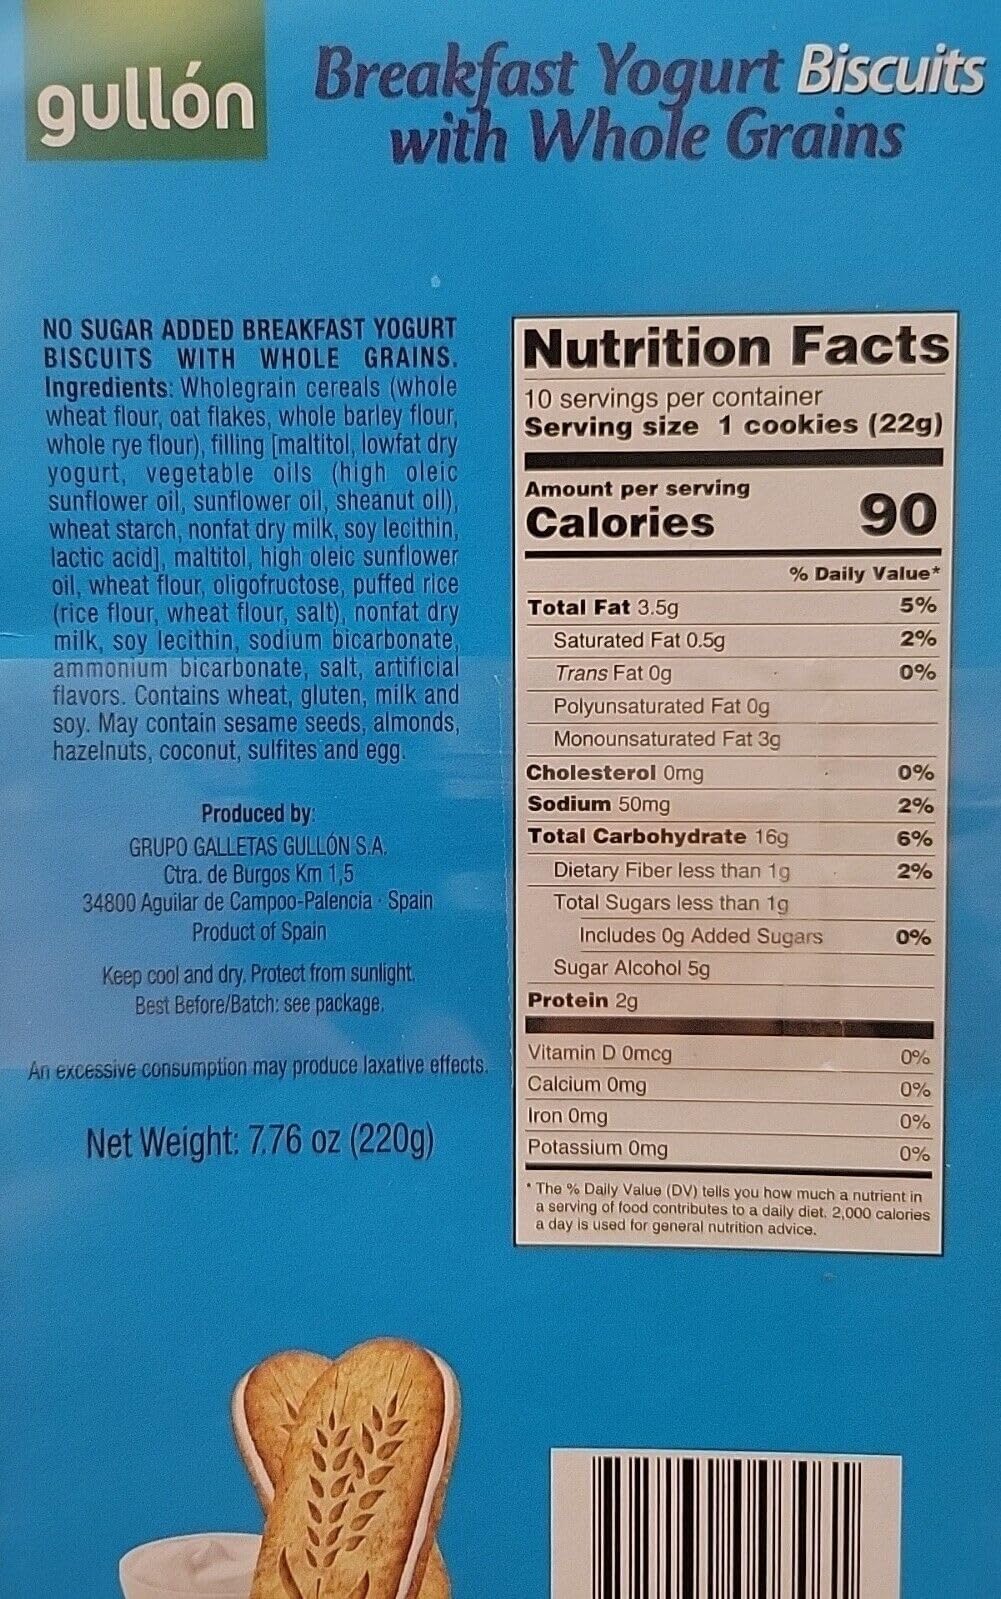 gullón
Breakfast Yogurt Biscuits
with Whole Grains
NO SUGAR ADDED BREAKFAST YOGURT
BISCUITS WITH WHOLE GRAINS.
Ingredients: Wholegrain cereals (whole
wheat flour, oat flakes, whole barley flour,
whole rye flour), filling [maltitol, lowfat dry
yogurt, vegetable oils (high oleic
sunflower oil, sunflower oil, sheanut oil),
wheat starch, nonfat dry milk, soy lecithin,
lactic acid], maltitol, high oleic sunflower
oil, wheat flour, oligofructose, puffed rice
(rice flour, wheat flour, salt), nonfat dry
milk, soy lecithin, sodium bicarbonate,
ammonium bicarbonate, salt, artificial
flavors. Contains wheat, gluten, milk and
soy. May contain sesame seeds, almonds,
hazelnuts, coconut, sulfites and egg.
Produced by:
GRUPO GALLETAS GULLÓN S.A.
Ctra. de Burgos Km 1,5
34800 Aguilar de Campoo-Palencia · Spain
Product of Spain
Keep cool and dry. Protect from sunlight.
Best Before/Batch: see package.
An excessive consumption may produce laxative effects.
Net Weight: 7.76 oz (220g)
Nutrition Facts
10 servings per container
Serving size 1 cookies (22g)
Amount per serving
Calories 90
% Daily Value*
Total Fat 3.5g 5%
Saturated Fat 0.5g 2%
Trans Fat 0g 0%
Polyunsaturated Fat 0g
Monounsaturated Fat 3g
Cholesterol 0mg 0%
Sodium 50mg 2%
Total Carbohydrate 16g 6%
Dietary Fiber less than 1g 2%
Total Sugars less than 1g
Includes 0g Added Sugars 0%
Sugar Alcohol 5g
Protein 2g
Vitamin D 0mcg 0%
Calcium 0mg 0%
Iron 0mg 0%
Potassium 0mg 0%
* The % Daily Value (DV) tells you how much a nutrient in
a serving of food contributes to a daily diet. 2,000 calories
a day is used for general nutrition advice.